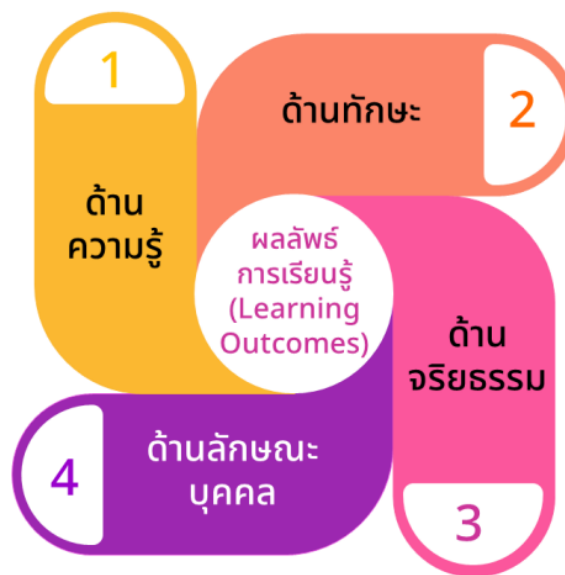 1
ด้าน
ความรู้
ด้านทักษะ
2
ผลลัพธ์
การเรียนรู้
(Learning
Outcomes)
ด้าน
จริยธรรม
3
4
ด้านลักษณะ
บุคคล